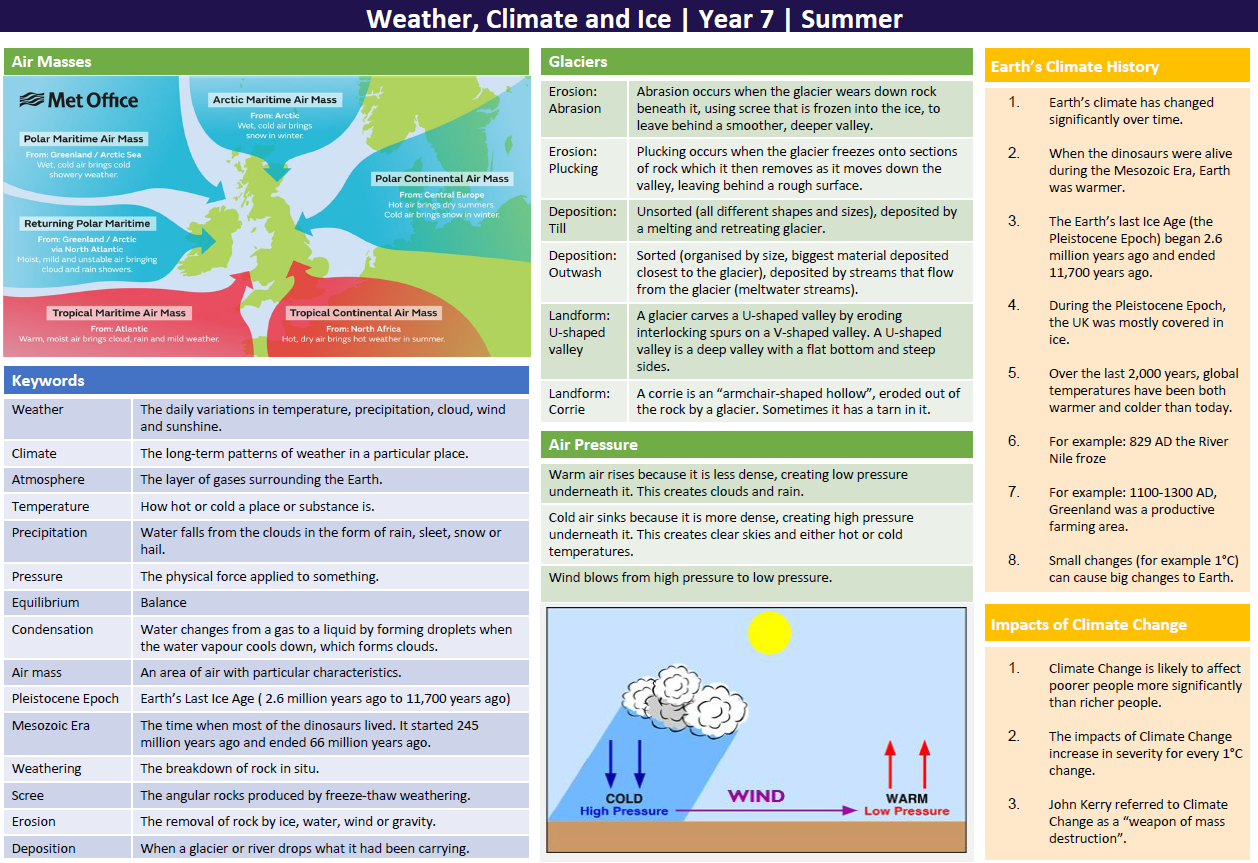 Weather, Climate and Ice | Year 7 | Summer
Air Masses
Met Office
Arctic Maritime Air Mass
From: Arctic
Wet, cold air brings
snow in winter.
Polar Maritime Air Mass
From: Greenland / Arctic Sea
Wet, cold air brings cold
showery weather.
Polar Continental Air Mass
From: Central Europe
Hot air brings dry summers.
Cold air brings snow in winter.
Returning Polar Maritime
From: Greenland / Arctic
via North Atlantic
Moist, mild and unstable air bringing
cloud and rain showers.
Tropical Maritime Air Mass
From: Atlantic
Warm, moist air brings cloud, rain and mild weather.
Tropical Continental Air Mass
From: North Africa
Hot, dry air brings hot weather in summer.
Keywords
Weather
The daily variations in temperature, precipitation, cloud, wind
and sunshine.
Climate
The long-term patterns of weather in a particular place.
Atmosphere
The layer of gases surrounding the Earth.
Temperature
How hot or cold a place or substance is.
Precipitation
Water falls from the clouds in the form of rain, sleet, snow or
hail.
Pressure
The physical force applied to something.
Equilibrium
Balance
Condensation
Water changes from a gas to a liquid by forming droplets when
the water vapour cools down, which forms clouds.
Air mass
An area of air with particular characteristics.
Pleistocene Epoch
Earth's Last Ice Age ( 2.6 million years ago to 11,700 years ago)
Mesozoic Era
The time when most of the dinosaurs lived. It started 245
million years ago and ended 66 million years ago.
Weathering
The breakdown of rock in situ.
Scree
The angular rocks produced by freeze-thaw weathering.
Erosion
The removal of rock by ice, water, wind or gravity.
Deposition
When a glacier or river drops what it had been carrying.
Glaciers
Erosion:
Abrasion
Abrasion occurs when the glacier wears down rock
beneath it, using scree that is frozen into the ice, to
leave behind a smoother, deeper valley.
Erosion:
Plucking
Plucking occurs when the glacier freezes onto sections
of rock which it then removes as it moves down the
valley, leaving behind a rough surface.
Deposition:
Till
Unsorted (all different shapes and sizes), deposited by
a melting and retreating glacier.
Deposition:
Outwash
Sorted (organised by size, biggest material deposited
closest to the glacier), deposited by streams that flow
from the glacier (meltwater streams).
Landform:
U-shaped
valley
A glacier carves a U-shaped valley by eroding
interlocking spurs on a V-shaped valley. A U-shaped
valley is a deep valley with a flat bottom and steep
sides.
Landform:
Corrie
A corrie is an “armchair-shaped hollow”, eroded out of
the rock by a glacier. Sometimes it has a tarn in it.
Air Pressure
Warm air rises because it is less dense, creating low pressure
underneath it. This creates clouds and rain.
Cold air sinks because it is more dense, creating high pressure
underneath it. This creates clear skies and either hot or cold
temperatures.
Wind blows from high pressure to low pressure.
COLD
High Pressure
WIND
WARM
Low Pressure
Earth's Climate History
1. Earth's climate has changed
significantly over time.
2. When the dinosaurs were alive
during the Mesozoic Era, Earth
was warmer.
3. The Earth's last Ice Age (the
Pleistocene Epoch) began 2.6
million years ago and ended
11,700 years ago.
4. During the Pleistocene Epoch,
the UK was mostly covered in
ice.
5. Over the last 2,000 years, global
temperatures have been both
warmer and colder than today.
6. For example: 829 AD the River
Nile froze
7. For example: 1100-1300 AD,
Greenland was a productive
farming area.
8. Small changes (for example 1°C)
can cause big changes to Earth.
Impacts of Climate Change
1. Climate Change is likely to affect
poorer people more significantly
than richer people.
2. The impacts of Climate Change
increase in severity for every 1°C
change.
3. John Kerry referred to Climate
Change as a “weapon of mass
destruction”.